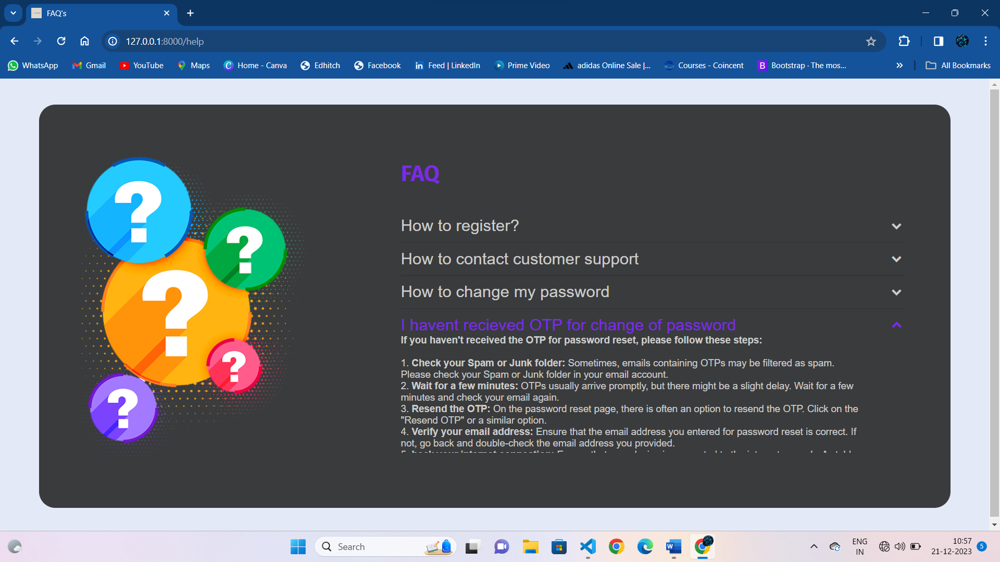 FAQ's
127.0.0.1:8000/help
WhatsApp Gmail YouTube Maps Home - Canva Edhitch Facebook Feed | LinkedIn Prime Video adidas Online Sale |... Courses - Coincent Bootstrap · The mos... All Bookmarks
FAQ
How to register?
How to contact customer support
How to change my password
I havent recieved OTP for change of password
If you haven't received the OTP for password reset, please follow these steps:
1. Check your Spam or Junk folder: Sometimes, emails containing OTPs may be filtered as spam.
Please check your Spam or Junk folder in your email account.
2. Wait for a few minutes: OTPs usually arrive promptly, but there might be a slight delay. Wait for a few
minutes and check your email again.
3. Resend the OTP: On the password reset page, there is often an option to resend the OTP. Click on the
"Resend OTP" or a similar option.
4. Verify your email address: Ensure that the email address you entered for password reset is correct. If
not, go back and double-check the email address you provided.
? ? ? ? ?
Search
ENG
IN
10:57
21-12-2023
5